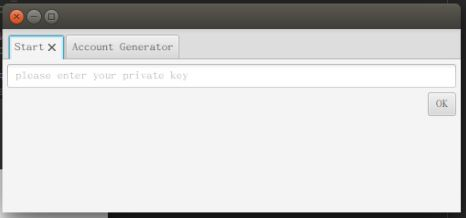 Start Account Generator
please enter your private key
OK